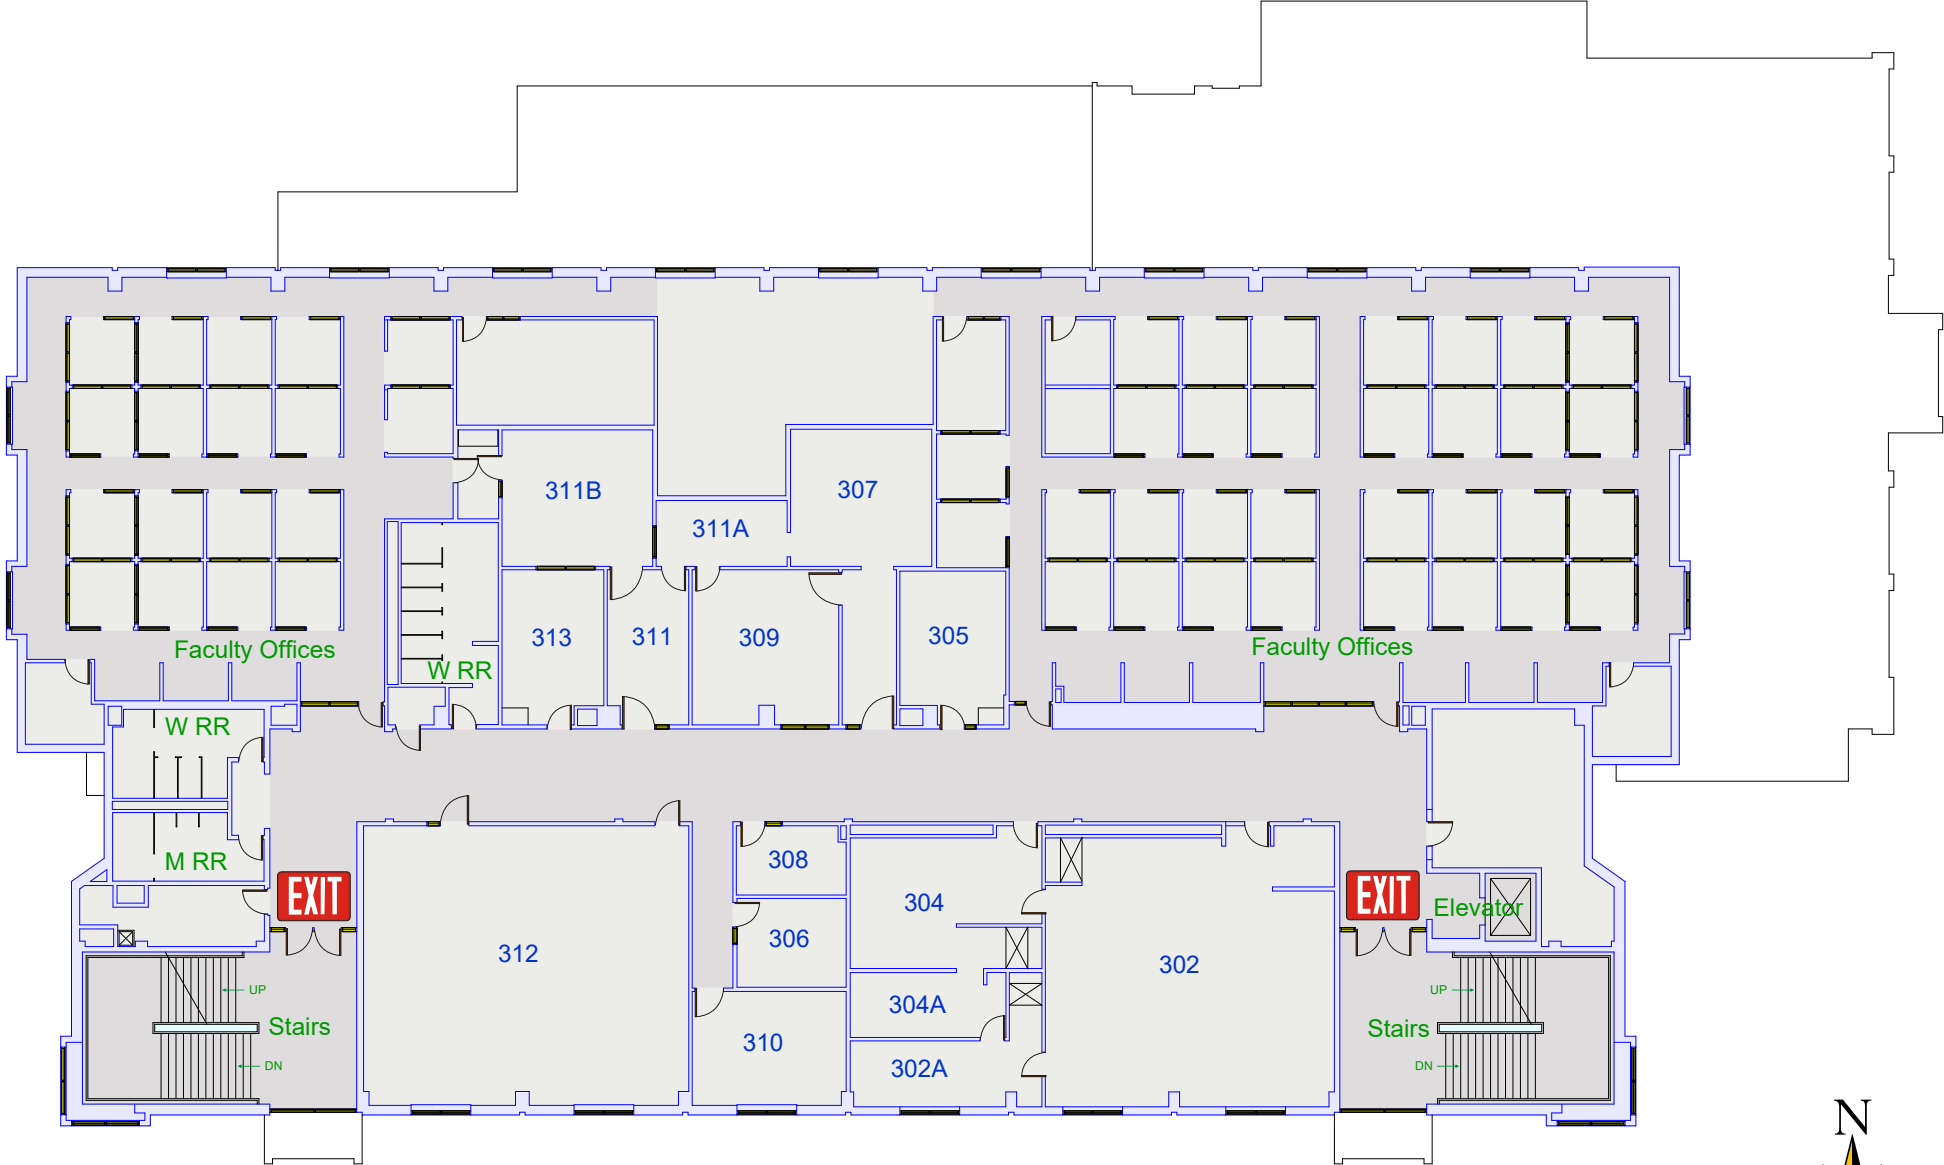 311B
307
311A
313
311
309
305
Faculty Offices
Faculty Offices
W RR
W RR
M RR
308
304
306
312
302
304A
310
302A
EXIT
EXIT
Elevator
UP
Stairs
DN
UP
Stairs
DN
N